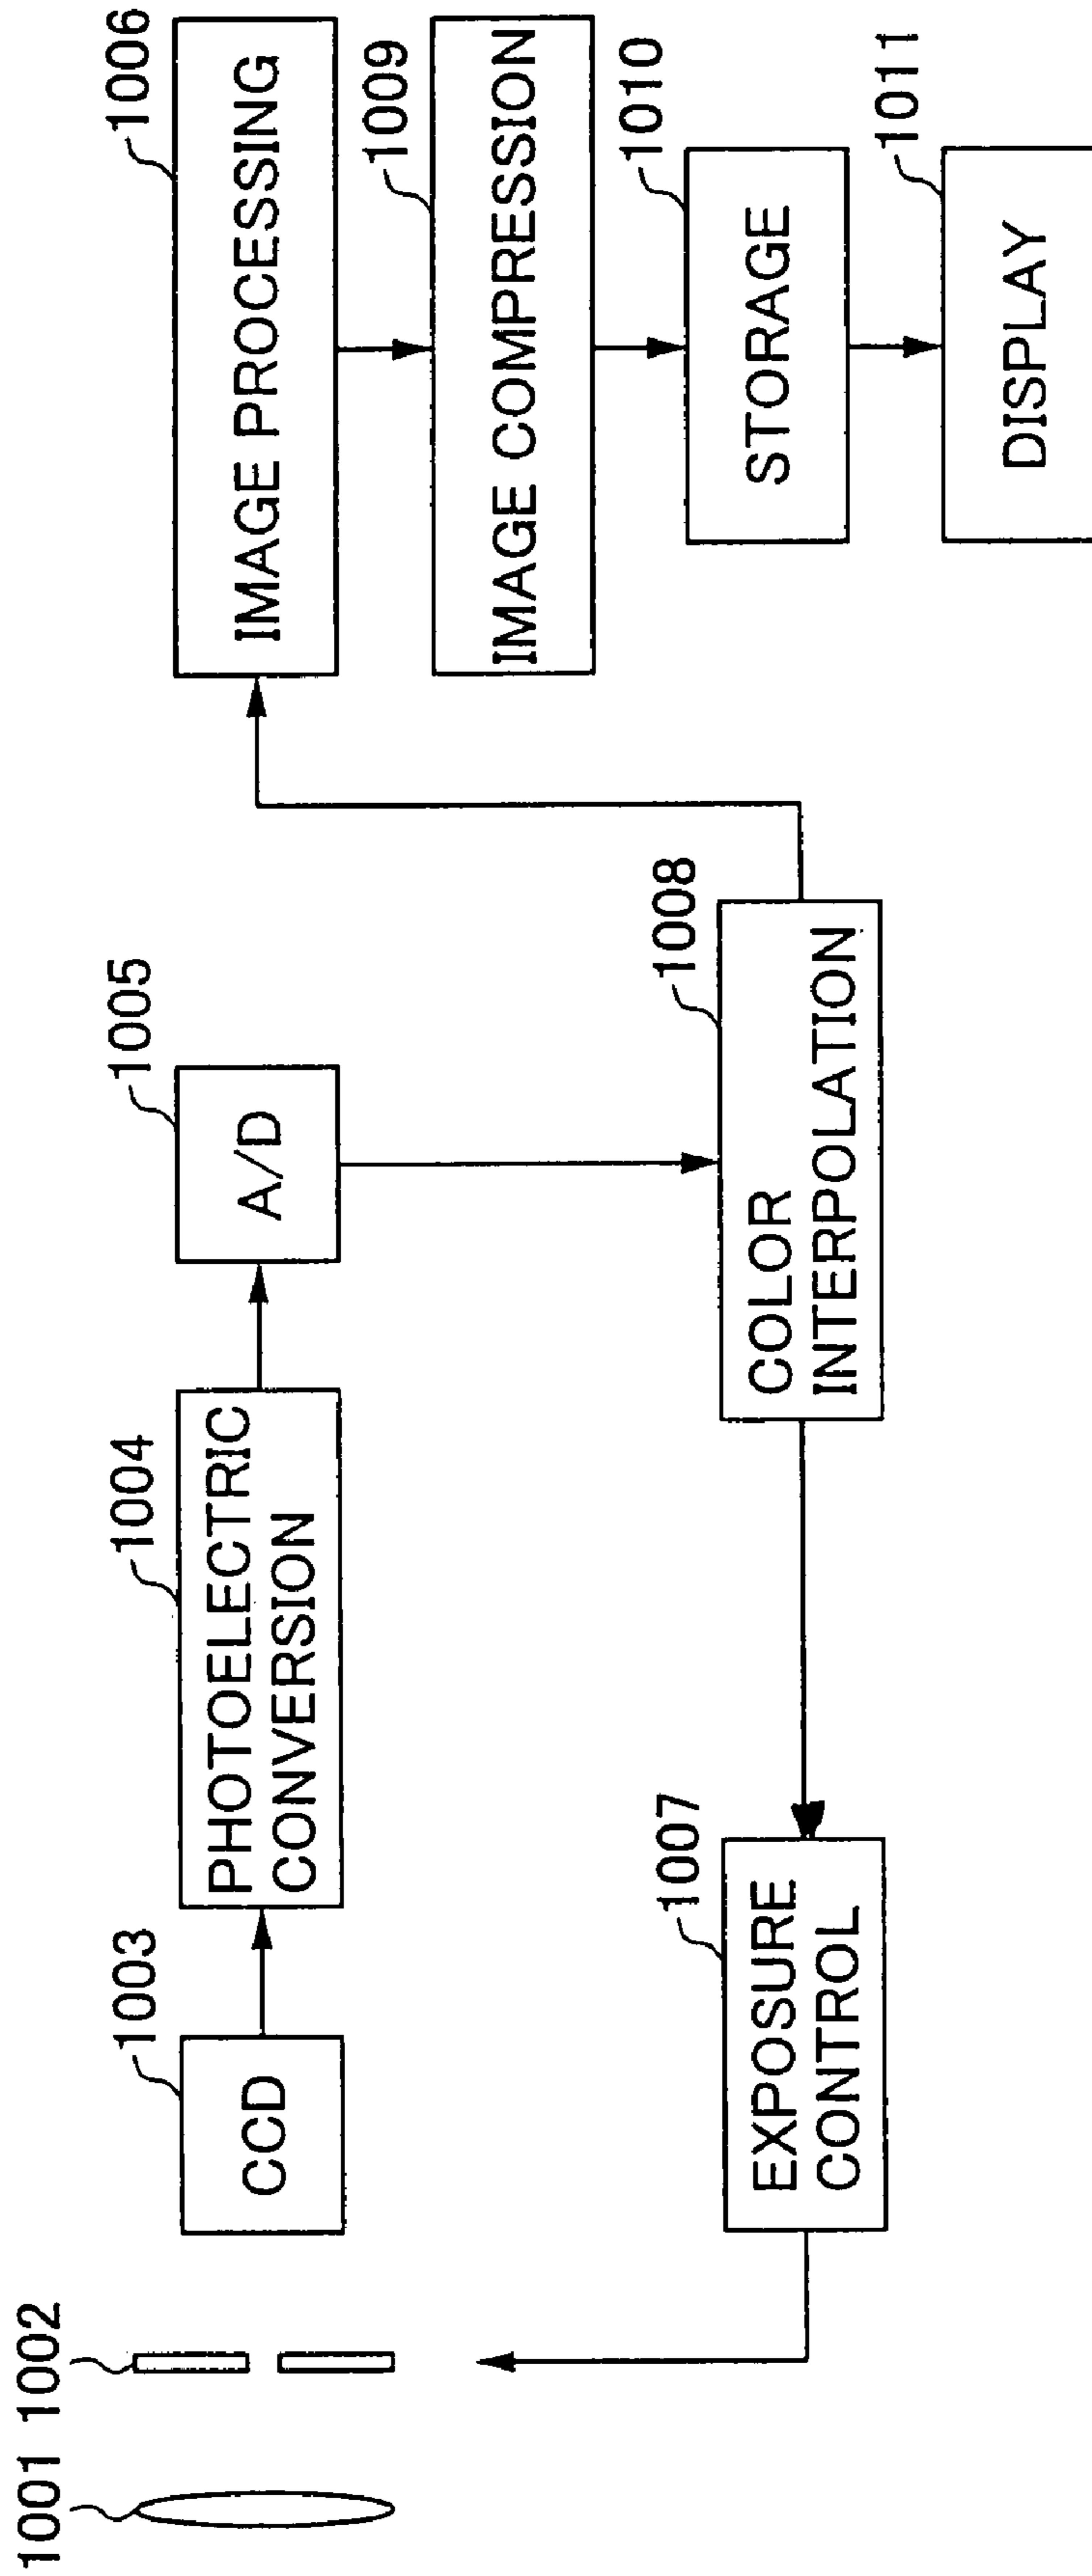 1001
1002
1003
CCD
1004
PHOTOELECTRIC
CONVERSION
1005
A/D
1006
IMAGE PROCESSING
1007
EXPOSURE
CONTROL
1008
COLOR
INTERPOLATION
1009
IMAGE COMPRESSION
1010
STORAGE
1011
DISPLAY